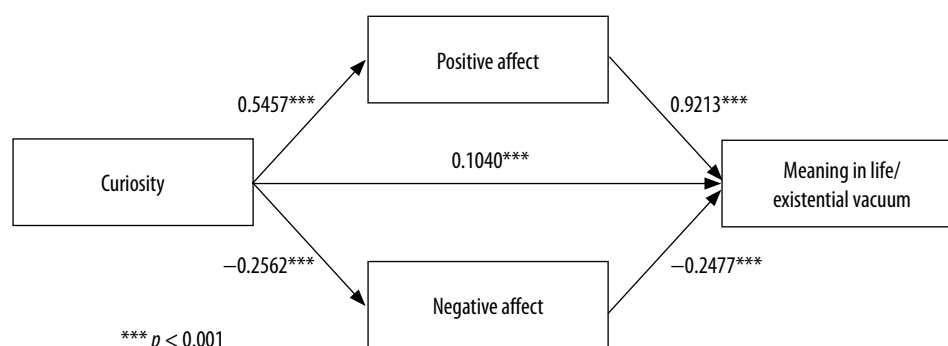 Positive affect
0.5457***
0.9213***
Curiosity
0.1040***
Meaning in life/
existential vacuum
−0.2562***
−0.2477***
Negative affect
*** p < 0.001